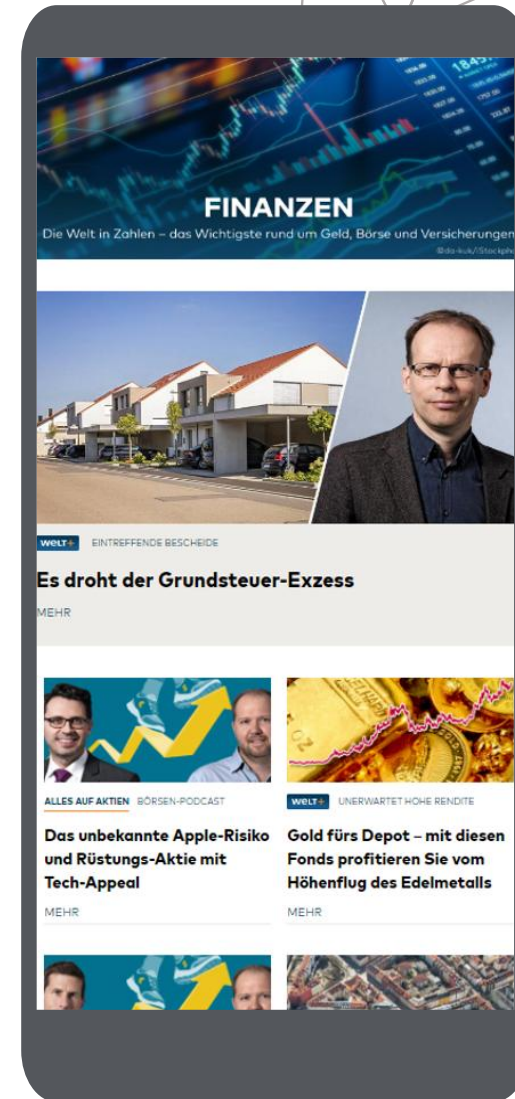 FINANZEN
Die Welt in Zahlen – das Wichtigste rund um Geld, Börse und Versicherungen
WELT+ EINTREFFENDE BESCHEIDE
Es droht der Grundsteuer-Exzess
MEHR
ALLES AUF AKTIEN BÖRSEN-PODCAST
Das unbekannte Apple-Risiko
und Rüstungs-Aktie mit
Tech-Appeal
MEHR
WELT+ UNERWARTET HOHE RENDITE
Gold fürs Depot – mit diesen
Fonds profitieren Sie vom
Höhenflug des Edelmetalls
MEHR